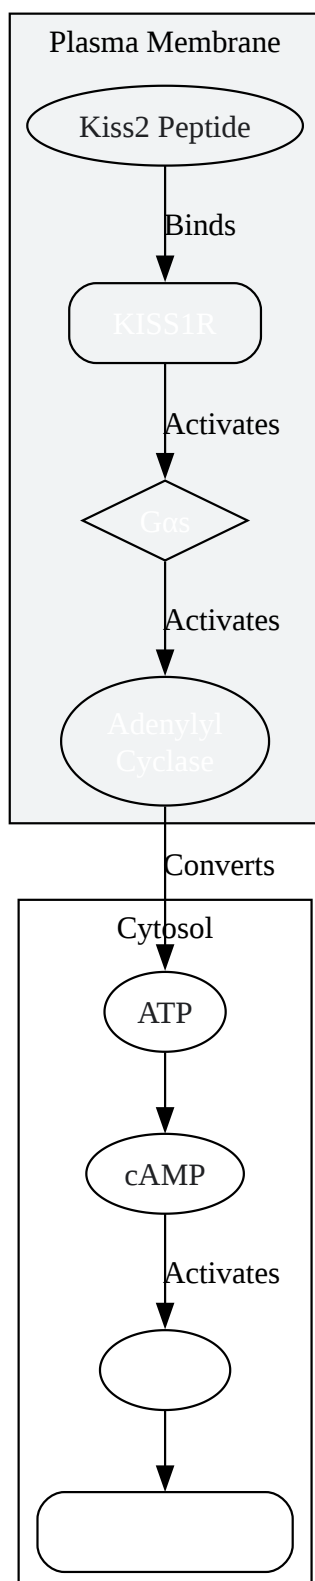 Plasma Membrane
Kiss2 Peptide
Binds
KISS1R
Activates
Gαs
Activates
Adenylyl
Cyclase
Converts
Cytosol
ATP
cAMP
Activates